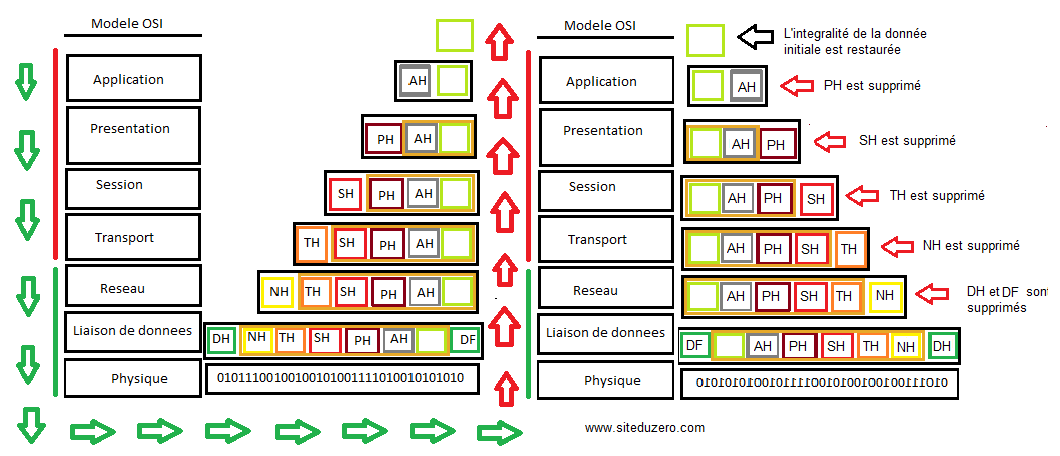 Modele OSI
Application
Presentation
Session
Transport
Reseau
Liaison de donnees
Physique
AH
PH AH
SH PH AH
TH SH PH AH
NH TH SH PH AH
DH NH TH SH PH AH DF
01011100100100101001111010010101010
Modele OSI
Application
Presentation
Session
Transport
Reseau
Liaison de donnees
Physique
L'integralité de la donnée
initiale est restaurée
AH
PH est supprimé
AH PH
SH est supprimé
AH PH SH
TH est supprimé
AH PH SH TH
NH est supprimé
AH PH SH TH NH
DH et DF sont
supprimés
DF AH PH SH TH NH DH
01010101001011110010100100100111010
www.siteduzero.com